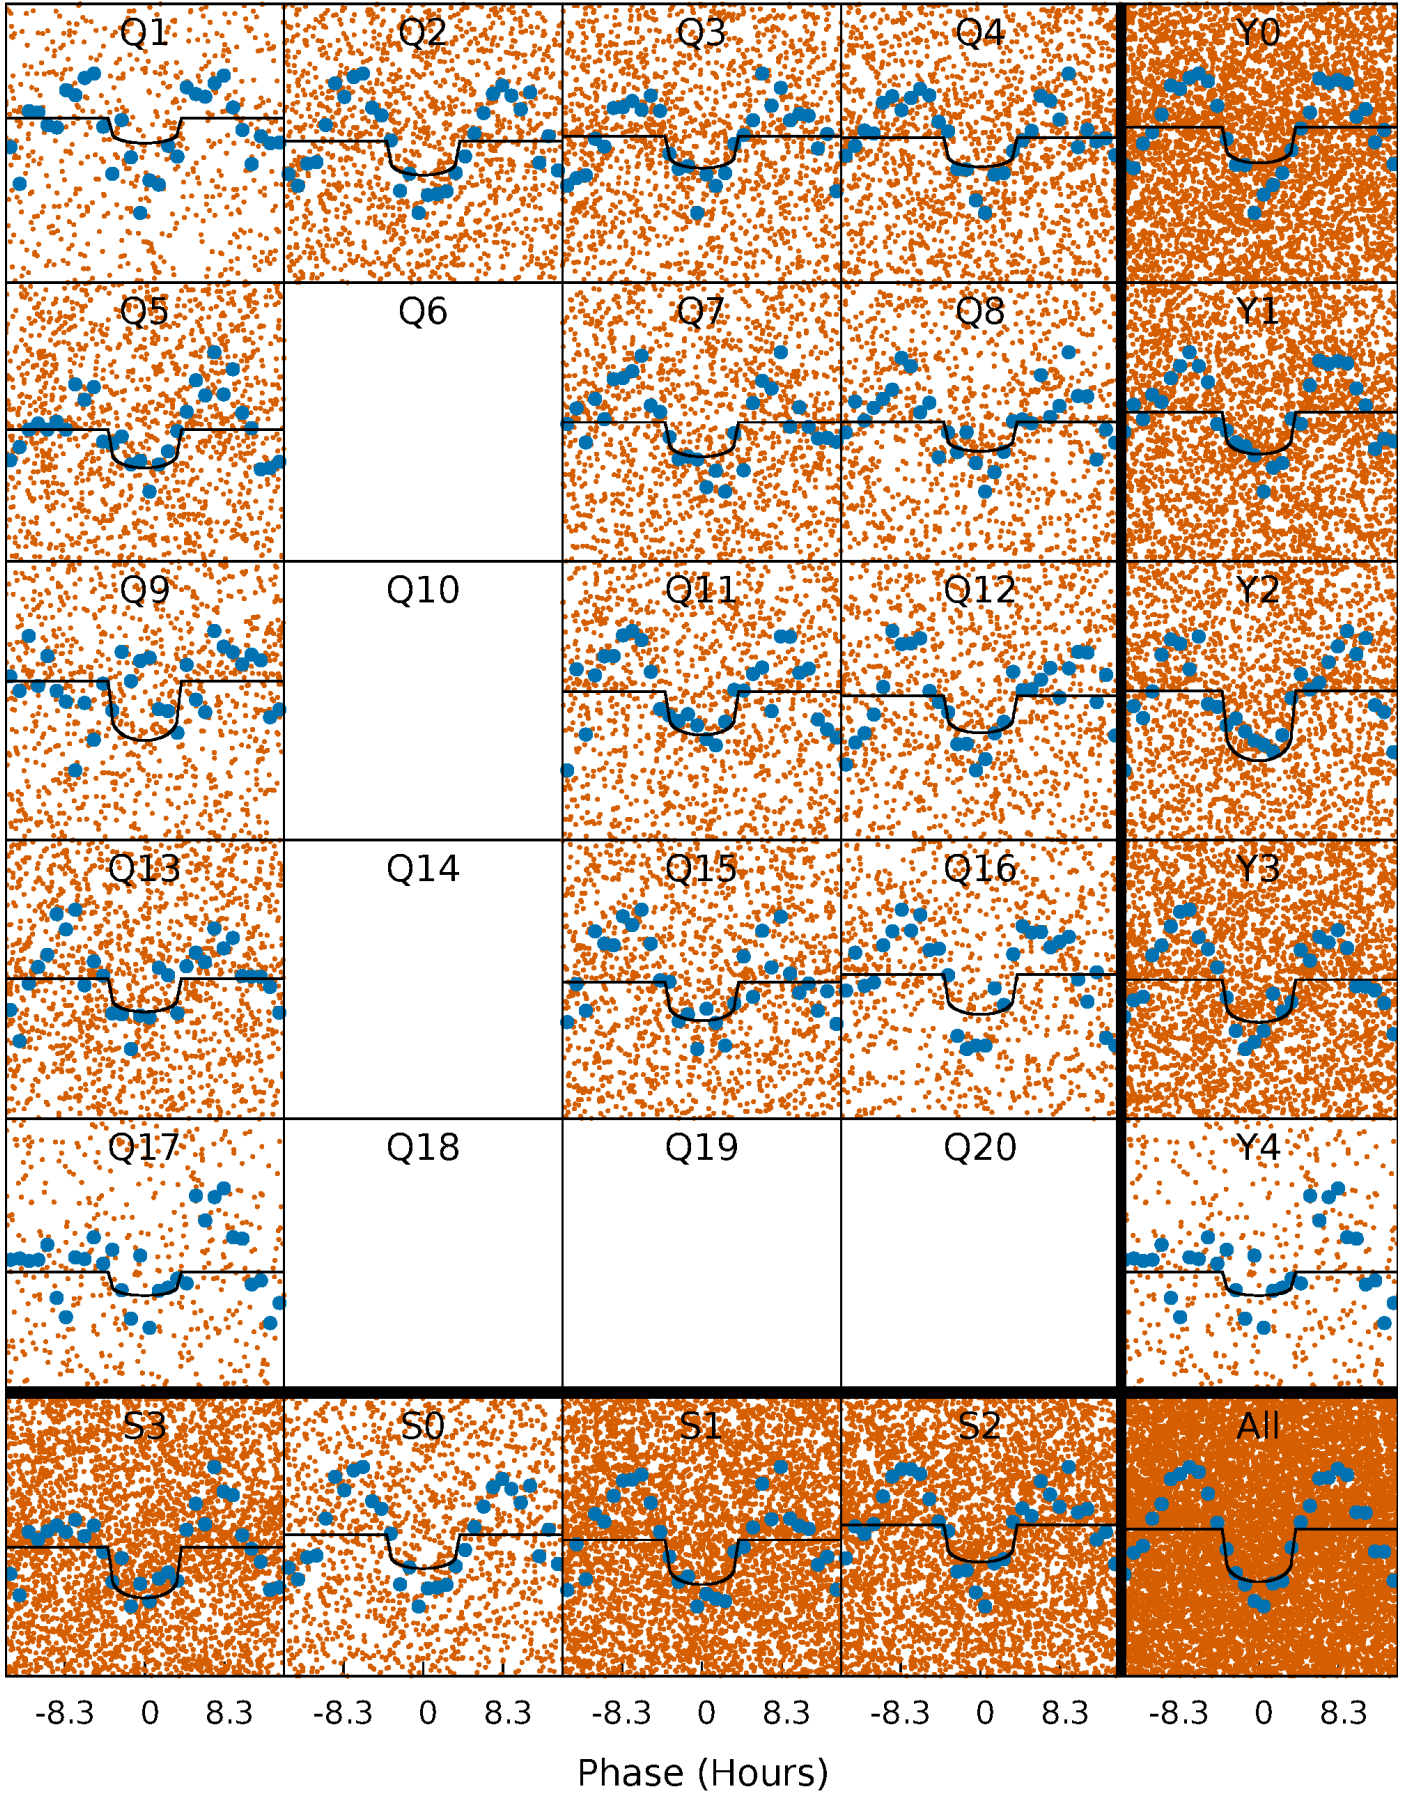 Q1 Q2 Q3 Q4 Y0
Q5 Q6 Q7 Q8 Y1
Q9 Q10 Q11 Q12 Y2
Q13 Q14 Q15 Q16 Y3
Q17 Q18 Q19 Q20 Y4
S3 S0 S1 S2 All
-8.3 0 8.3 -8.3 0 8.3 -8.3 0 8.3 -8.3 0 8.3 -8.3 0 8.3
Phase (Hours)